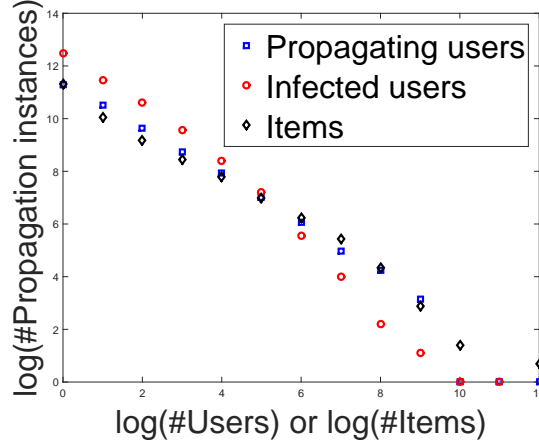 14
12
10
8
6
4
2
0
Propagating users
Infected users
Items
0 2 4 6 8 10
log(#Propagation instances)
log(#Users) or log(#Items)